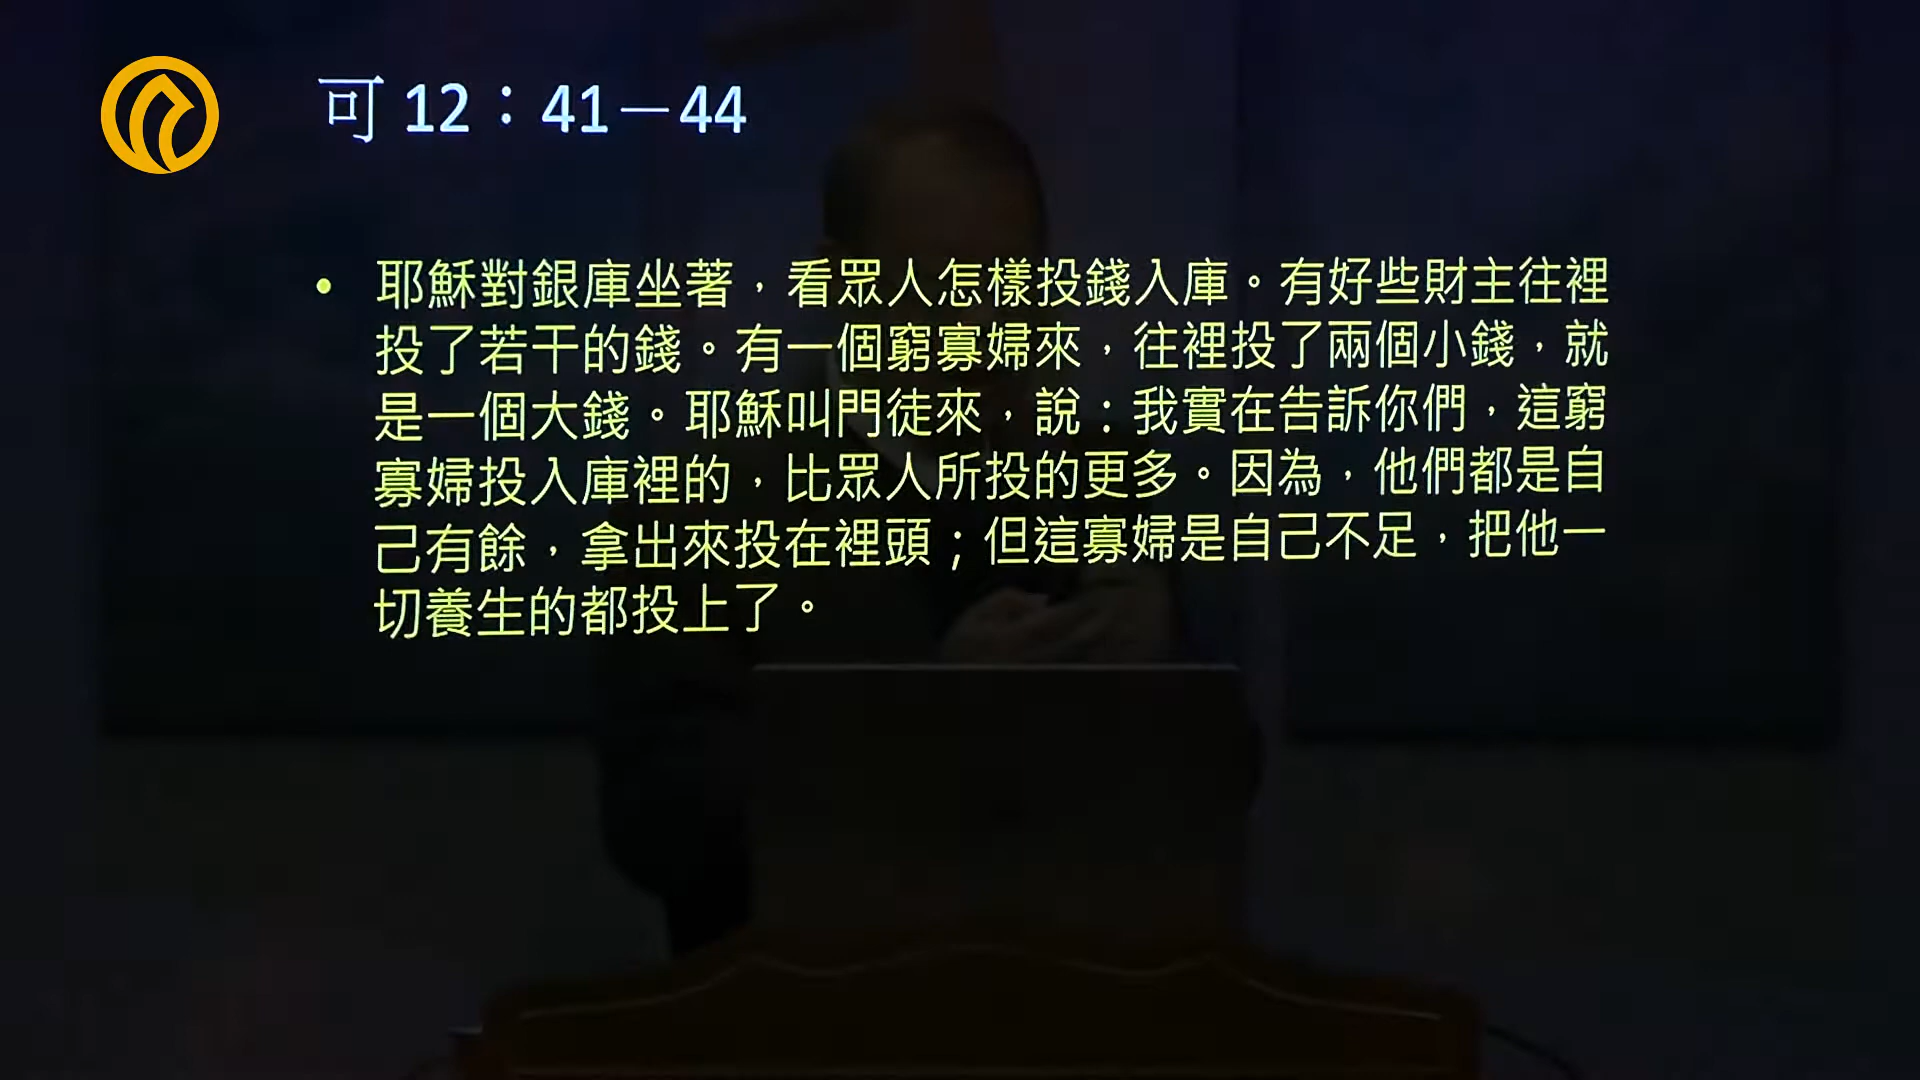 可 12：41－44
• 耶穌對銀庫坐著，看眾人怎樣投錢入庫。有好些財主往裡
投了若干的錢。有一個窮寡婦來，往裡投了兩個小錢，就
是一個大錢。耶穌叫門徒來，說：我實在告訴你們，這窮
寡婦投入庫裡的，比眾人所投的更多。因為，他們都是自
己有餘，拿出來投在裡頭；但這寡婦是自己不足，把他一
切養生的都投上了。